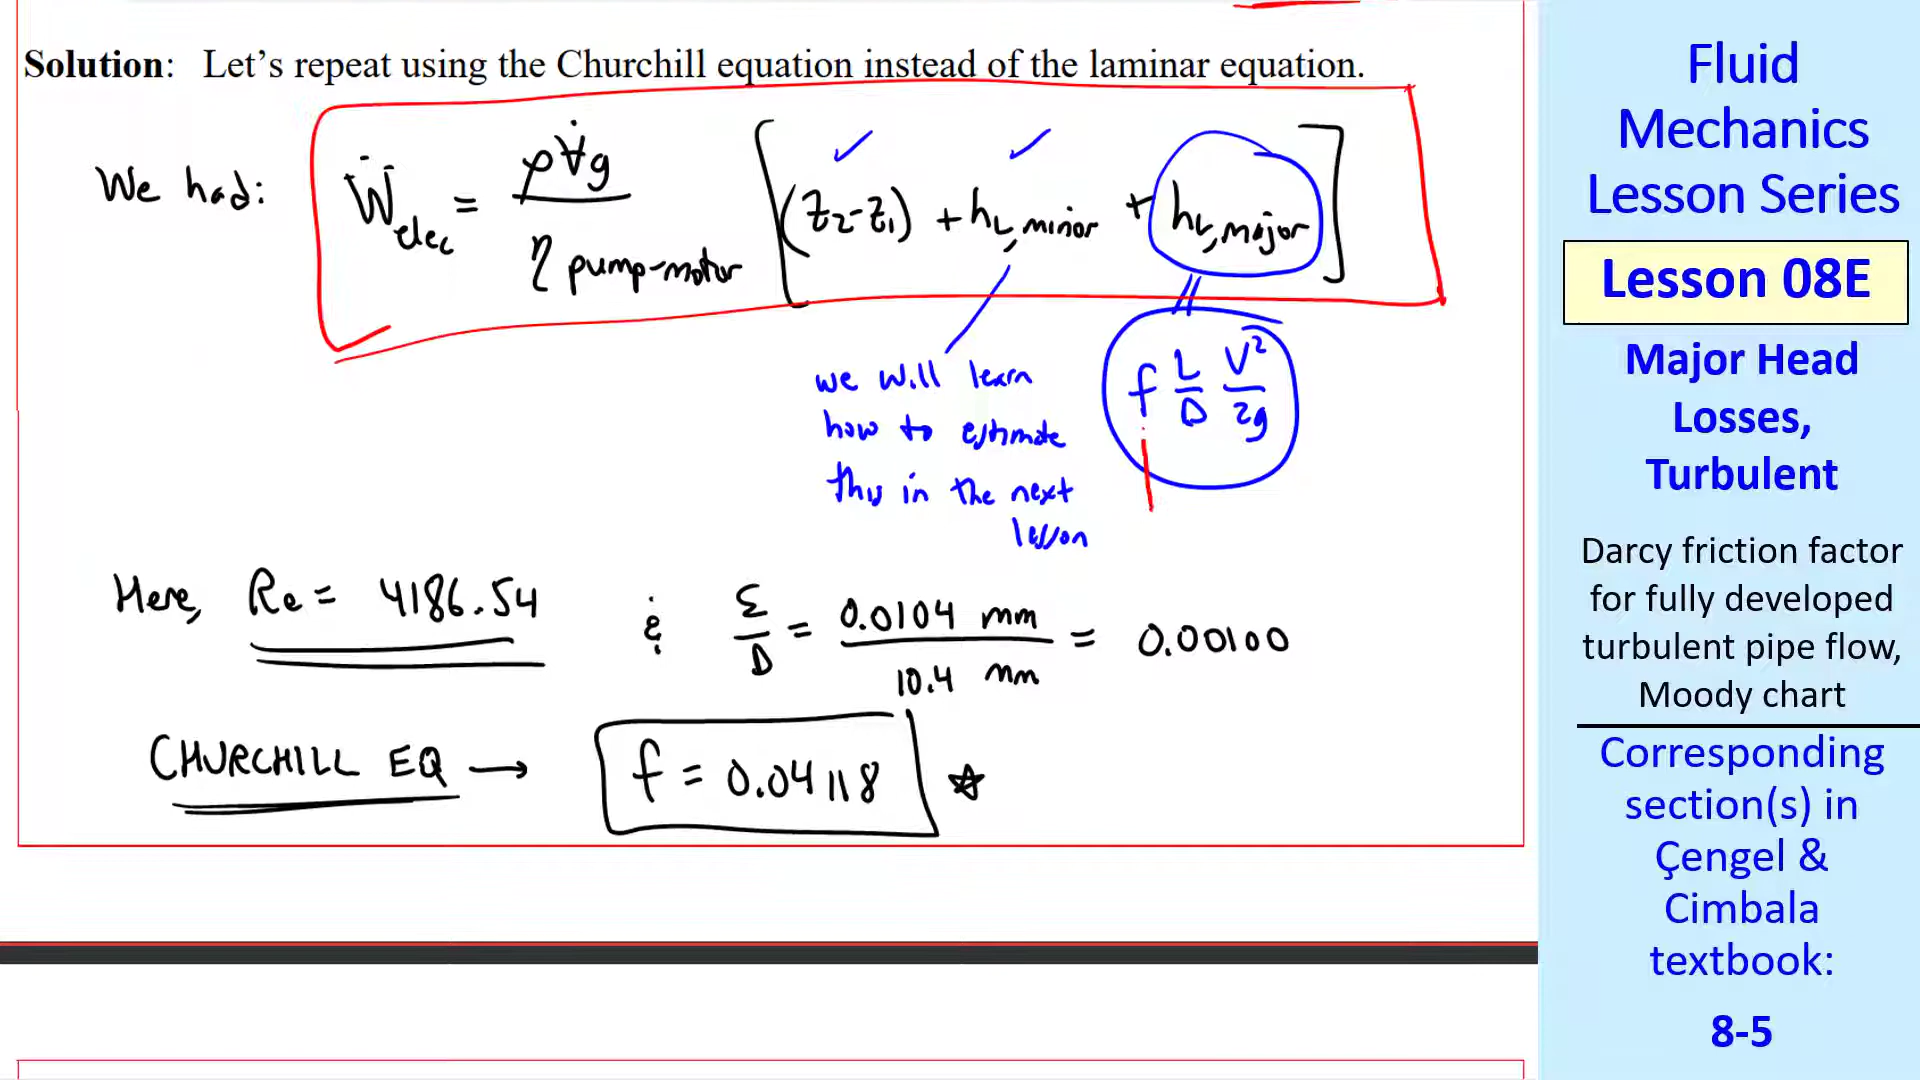 Solution: Let's repeat using the Churchill equation instead of the laminar equation.
We had: Ẇelec = ρV̶̇g / η pump-motor [(z2-z1) + hL,minor + hL,major]
we will learn
how to estimate
this in the next
lesson
f L/D V²/2g
Here, Re = 4186.54 & ε/D = 0.0104 mm / 10.4 mm = 0.00100
CHURCHILL EQ → f = 0.04118 ☆
Fluid
Mechanics
Lesson Series
Lesson 08E
Major Head
Losses,
Turbulent
Darcy friction factor
for fully developed
turbulent pipe flow,
Moody chart
Corresponding
section(s) in
Çengel &
Cimbala
textbook:
8-5